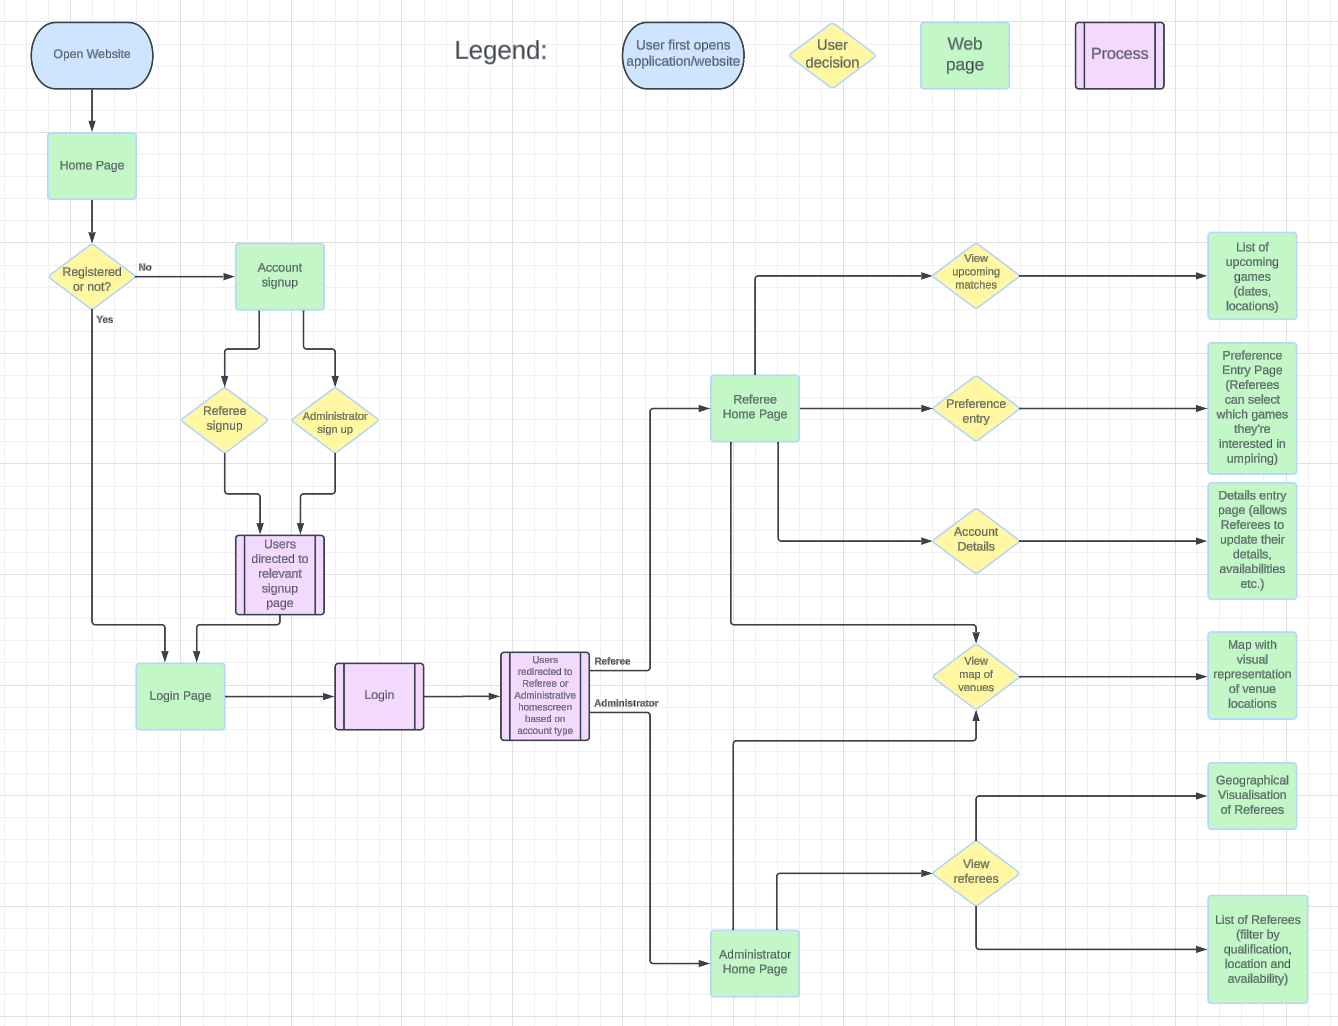 Open Website
Legend:
User first opens
application/website
User
decision
Web
page
Process
Home Page
Registered
or not?
No
Yes
Account
signup
Referee
signup
Administrator
sign up
Users
directed to
relevant
signup
page
Login Page
Login
Users
redirected to
Referee or
Administrative
homescreen
based on
account type
Referee
Administrator
Referee
Home Page
View
upcoming
matches
List of
upcoming
games
(dates,
locations)
Preference
entry
Preference
Entry Page
(Referees
can select
which games
they're
interested in
umpiring)
Account
Details
Details entry
page (allows
Referees to
update their
details,
availabilities
etc.)
View
map of
venues
Map with
visual
representation
of venue
locations
Administrator
Home Page
View
referees
Geographical
Visualisation
of Referees
List of Referees
(filter by
qualification,
location and
availability)